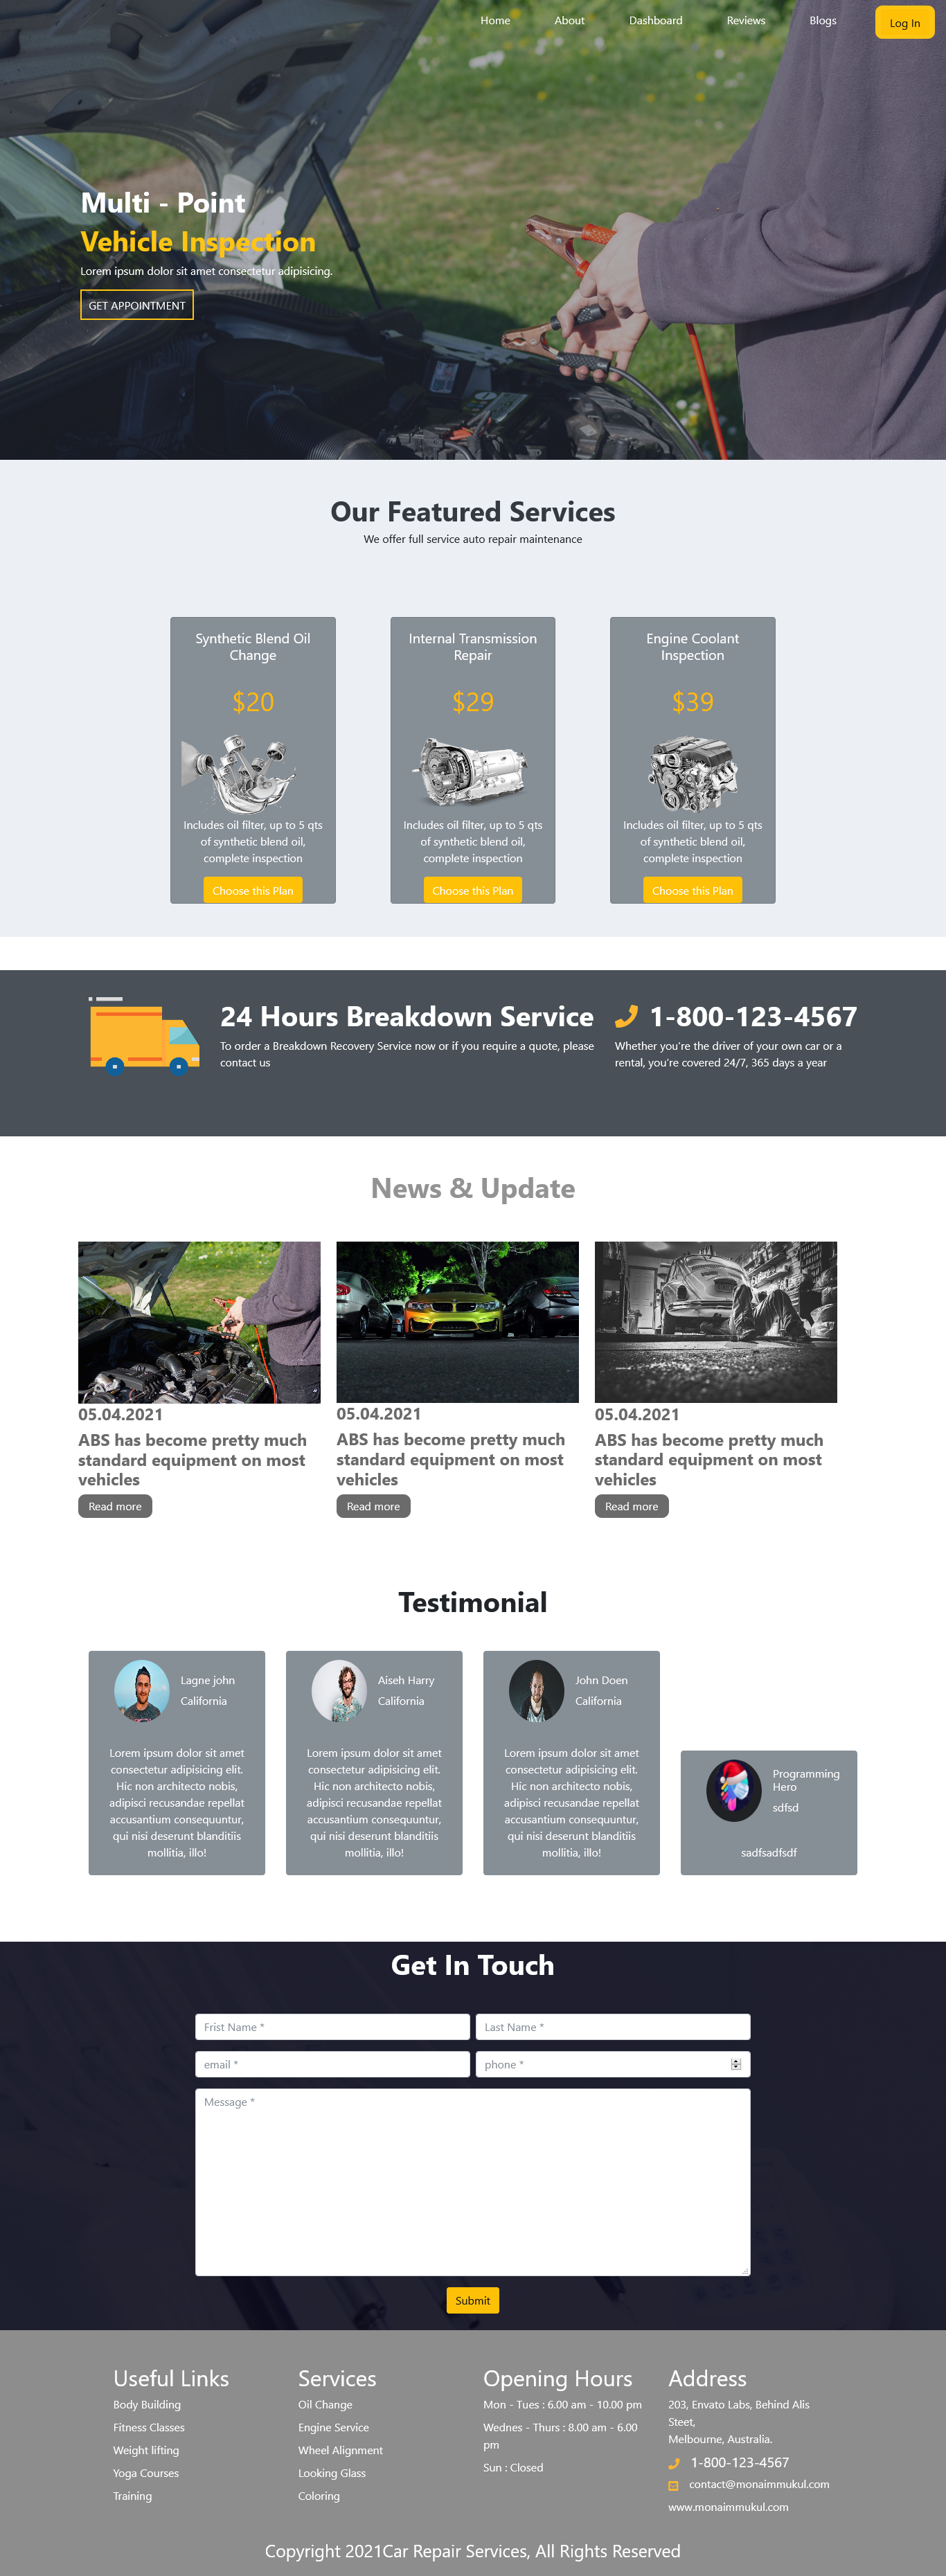 Home About Dashboard Reviews Blogs Log In
Multi - Point
Vehicle Inspection
Lorem ipsum dolor sit amet consectetur adipisicing.
GET APPOINTMENT
Our Featured Services
We offer full service auto repair maintenance
Synthetic Blend Oil
Change
$20
Includes oil filter, up to 5 qts
of synthetic blend oil,
complete inspection
Choose this Plan
Internal Transmission
Repair
$29
Includes oil filter, up to 5 qts
of synthetic blend oil,
complete inspection
Choose this Plan
Engine Coolant
Inspection
$39
Includes oil filter, up to 5 qts
of synthetic blend oil,
complete inspection
Choose this Plan
24 Hours Breakdown Service
To order a Breakdown Recovery Service now or if you require a quote, please
contact us
1-800-123-4567
Whether you're the driver of your own car or a
rental, you're covered 24/7, 365 days a year
News & Update
05.04.2021
ABS has become pretty much
standard equipment on most
vehicles
Read more
05.04.2021
ABS has become pretty much
standard equipment on most
vehicles
Read more
05.04.2021
ABS has become pretty much
standard equipment on most
vehicles
Read more
Testimonial
Lagne john
California
Lorem ipsum dolor sit amet
consectetur adipisicing elit.
Hic non architecto nobis,
adipisci recusandae repellat
accusantium consequuntur,
qui nisi deserunt blanditiis
mollitia, illo!
Aiseh Harry
California
Lorem ipsum dolor sit amet
consectetur adipisicing elit.
Hic non architecto nobis,
adipisci recusandae repellat
accusantium consequuntur,
qui nisi deserunt blanditiis
mollitia, illo!
John Doen
California
Lorem ipsum dolor sit amet
consectetur adipisicing elit.
Hic non architecto nobis,
adipisci recusandae repellat
accusantium consequuntur,
qui nisi deserunt blanditiis
mollitia, illo!
Programming
Hero
sdfsd
sadfsadfsdf
Get In Touch
Frist Name *
Last Name *
email *
phone *
Message *
Submit
Useful Links
Body Building
Fitness Classes
Weight lifting
Yoga Courses
Training
Services
Oil Change
Engine Service
Wheel Alignment
Looking Glass
Coloring
Opening Hours
Mon - Tues : 6.00 am - 10.00 pm
Wednes - Thurs : 8.00 am - 6.00
pm
Sun : Closed
Address
203, Envato Labs, Behind Alis
Steet,
Melbourne, Australia.
1-800-123-4567
contact@monaimmukul.com
www.monaimmukul.com
Copyright 2021Car Repair Services, All Rights Reserved